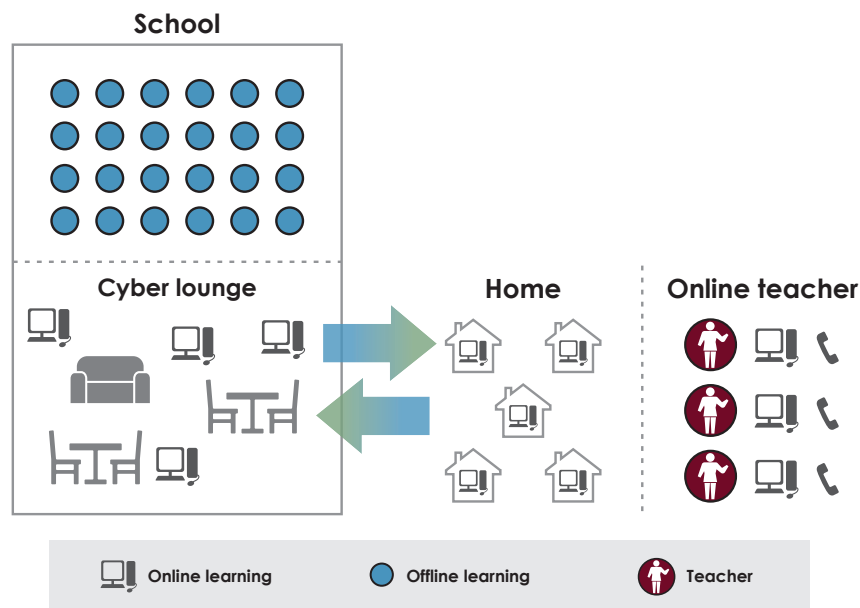 School
Cyber lounge
Home
Online teacher
Online learning
Offline learning
Teacher